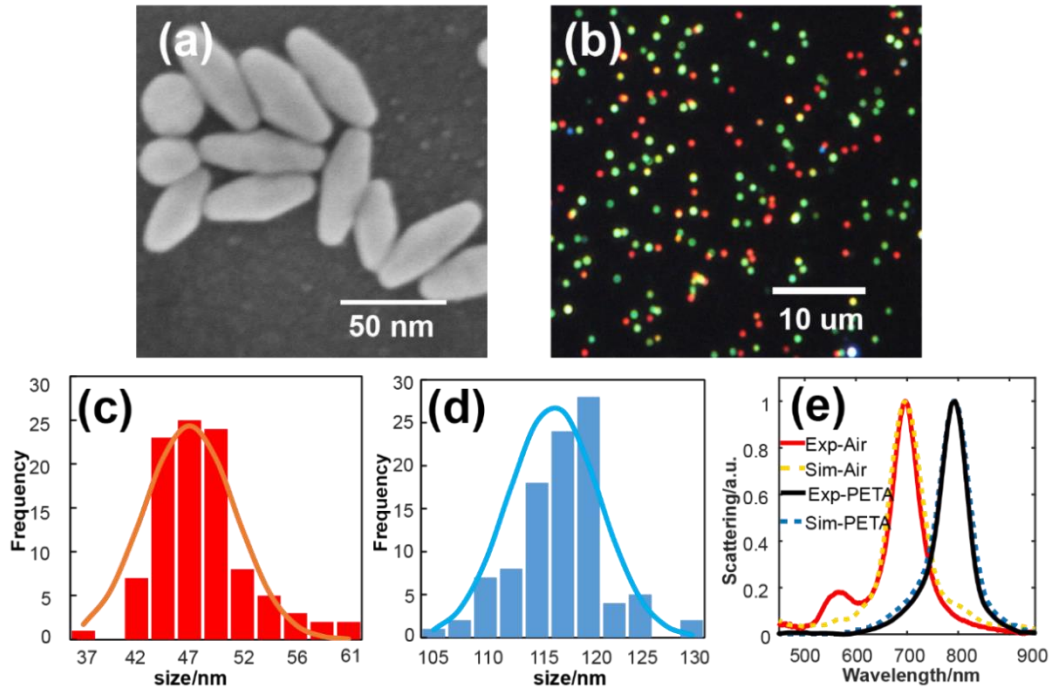 (a)
50 nm
(b)
10 um
(c)
30
25
20
15
10
5
0
Frequency
37 42 47 52 56 61
size/nm
(d)
30
25
20
15
10
5
0
Frequency
105 110 115 120 125 130
size/nm
(e)
1
0.8
0.6
0.4
0.2
0
Scattering/a.u.
Exp-Air
Sim-Air
Exp-PETA
Sim-PETA
500 600 700 800 900
Wavelength/nm